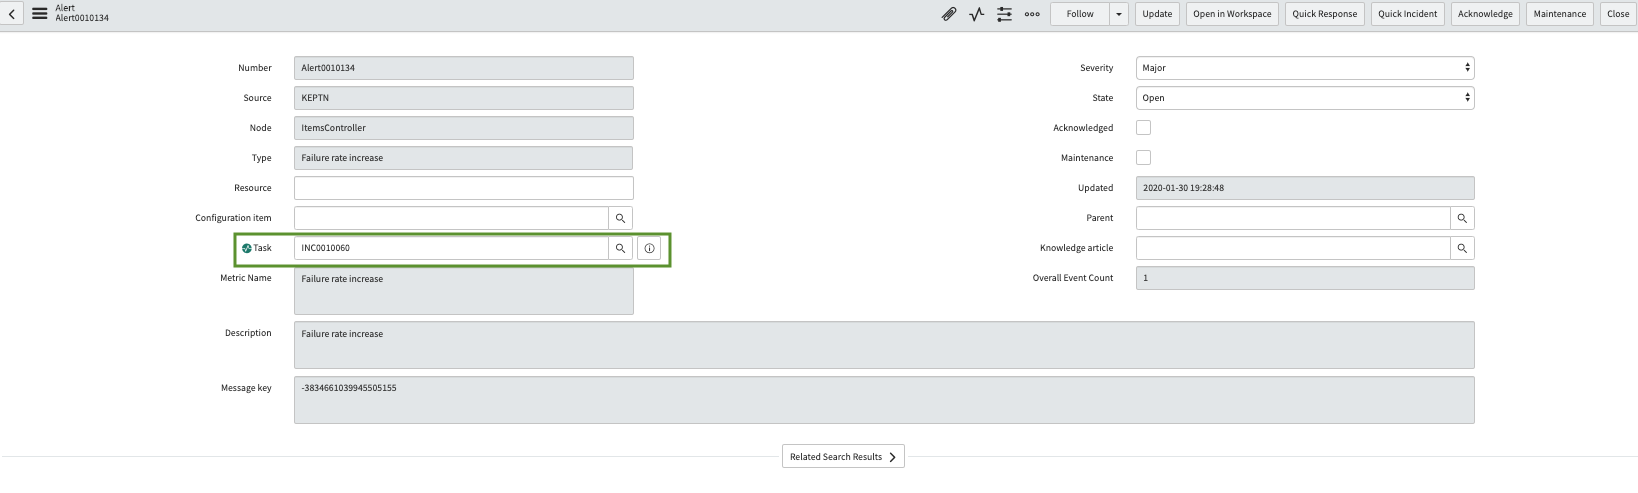 Alert
Alert0010134
Follow
Update
Open in Workspace
Quick Response
Quick Incident
Acknowledge
Maintenance
Close
Number Alert0010134
Severity Major
Source KEPTN
State Open
Node ItemsController
Acknowledged
Type Failure rate increase
Maintenance
Resource
Updated 2020-01-30 19:28:48
Configuration item
Parent
Task INC0010060
Knowledge article
Metric Name Failure rate increase
Overall Event Count 1
Description Failure rate increase
Message key -3834661039945505155
Related Search Results